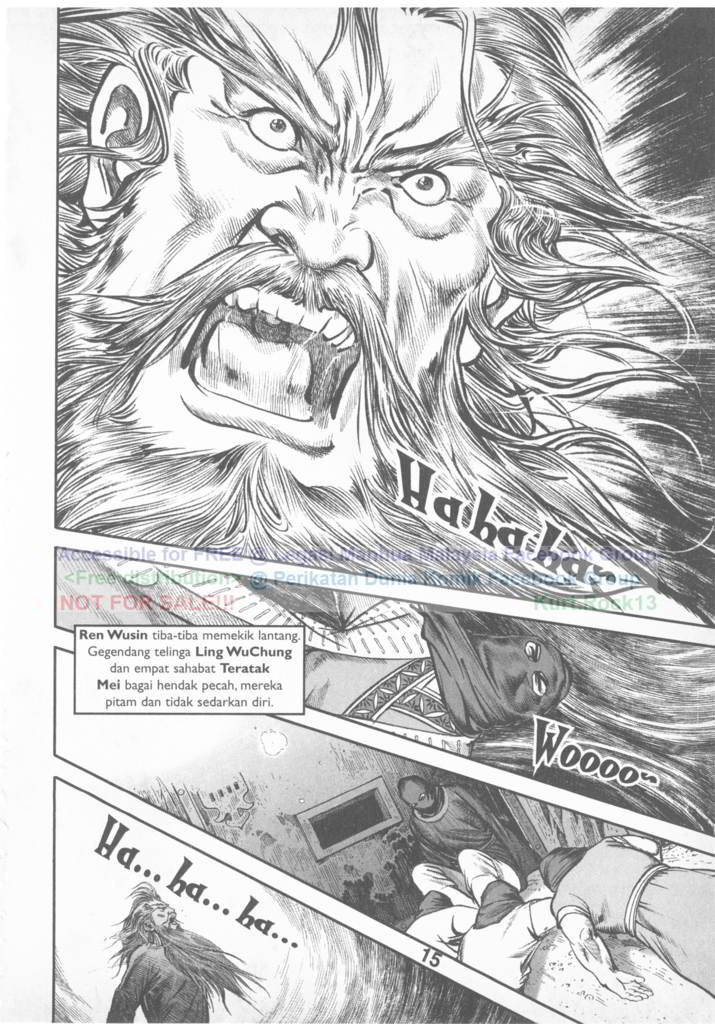 Ha-ha-ha~
Accessible for FREE @ Legasi Manhua Malaysia Facebook Group
<Free distribution> @ Perikatan Dunia Komik Facebook Group
NOT FOR SALE!!! Kurt Rock13
Ren Wusin tiba-tiba memekik lantang.
Gegendang telinga Ling WuChung
dan empat sahabat Teratak
Mei bagai hendak pecah, mereka
pitam dan tidak sedarkan diri.
Woooo~
Ha... ha... ha...
15